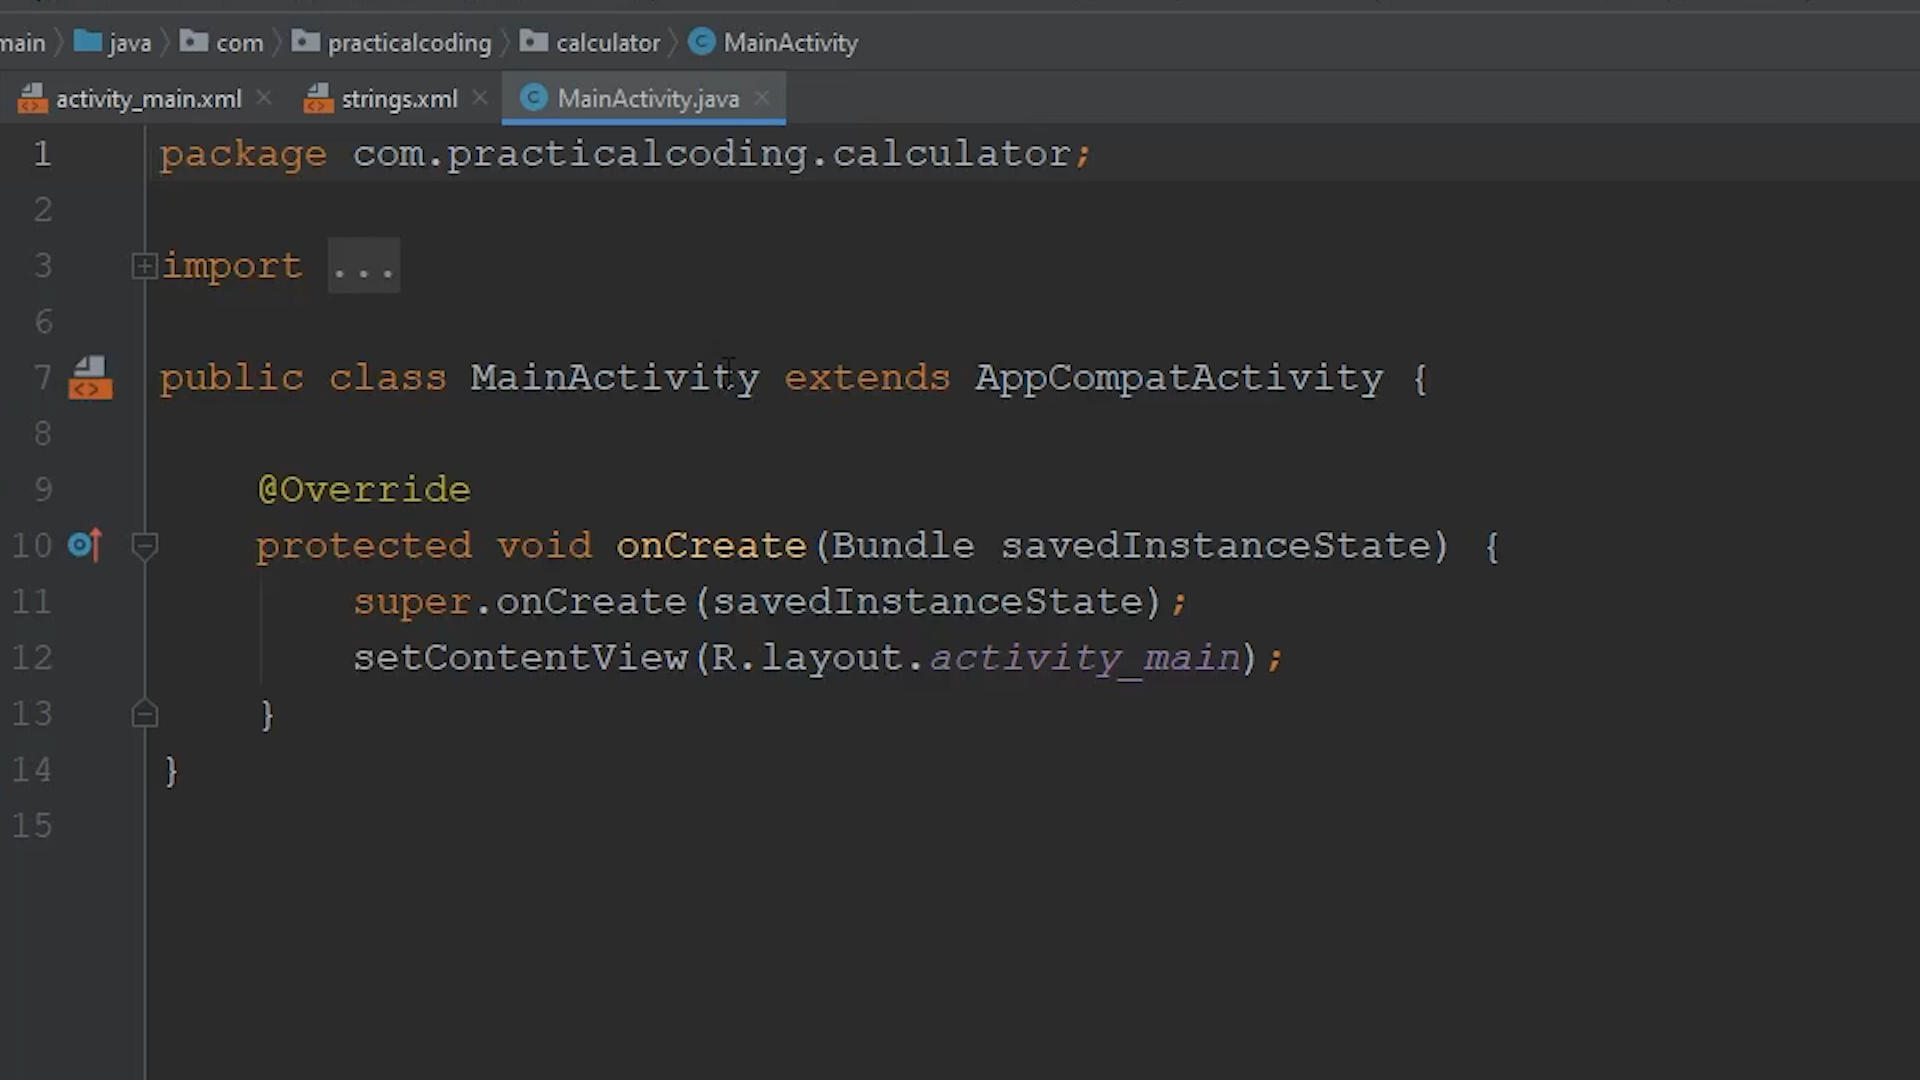 main java com practicalcoding calculator MainActivity
activity_main.xml strings.xml MainActivity.java
1 package com.practicalcoding.calculator;
2
3 import ...
6
7 public class MainActivity extends AppCompatActivity {
8
9 @Override
10 protected void onCreate(Bundle savedInstanceState) {
11 super.onCreate(savedInstanceState);
12 setContentView(R.layout.activity_main);
13 }
14 }
15